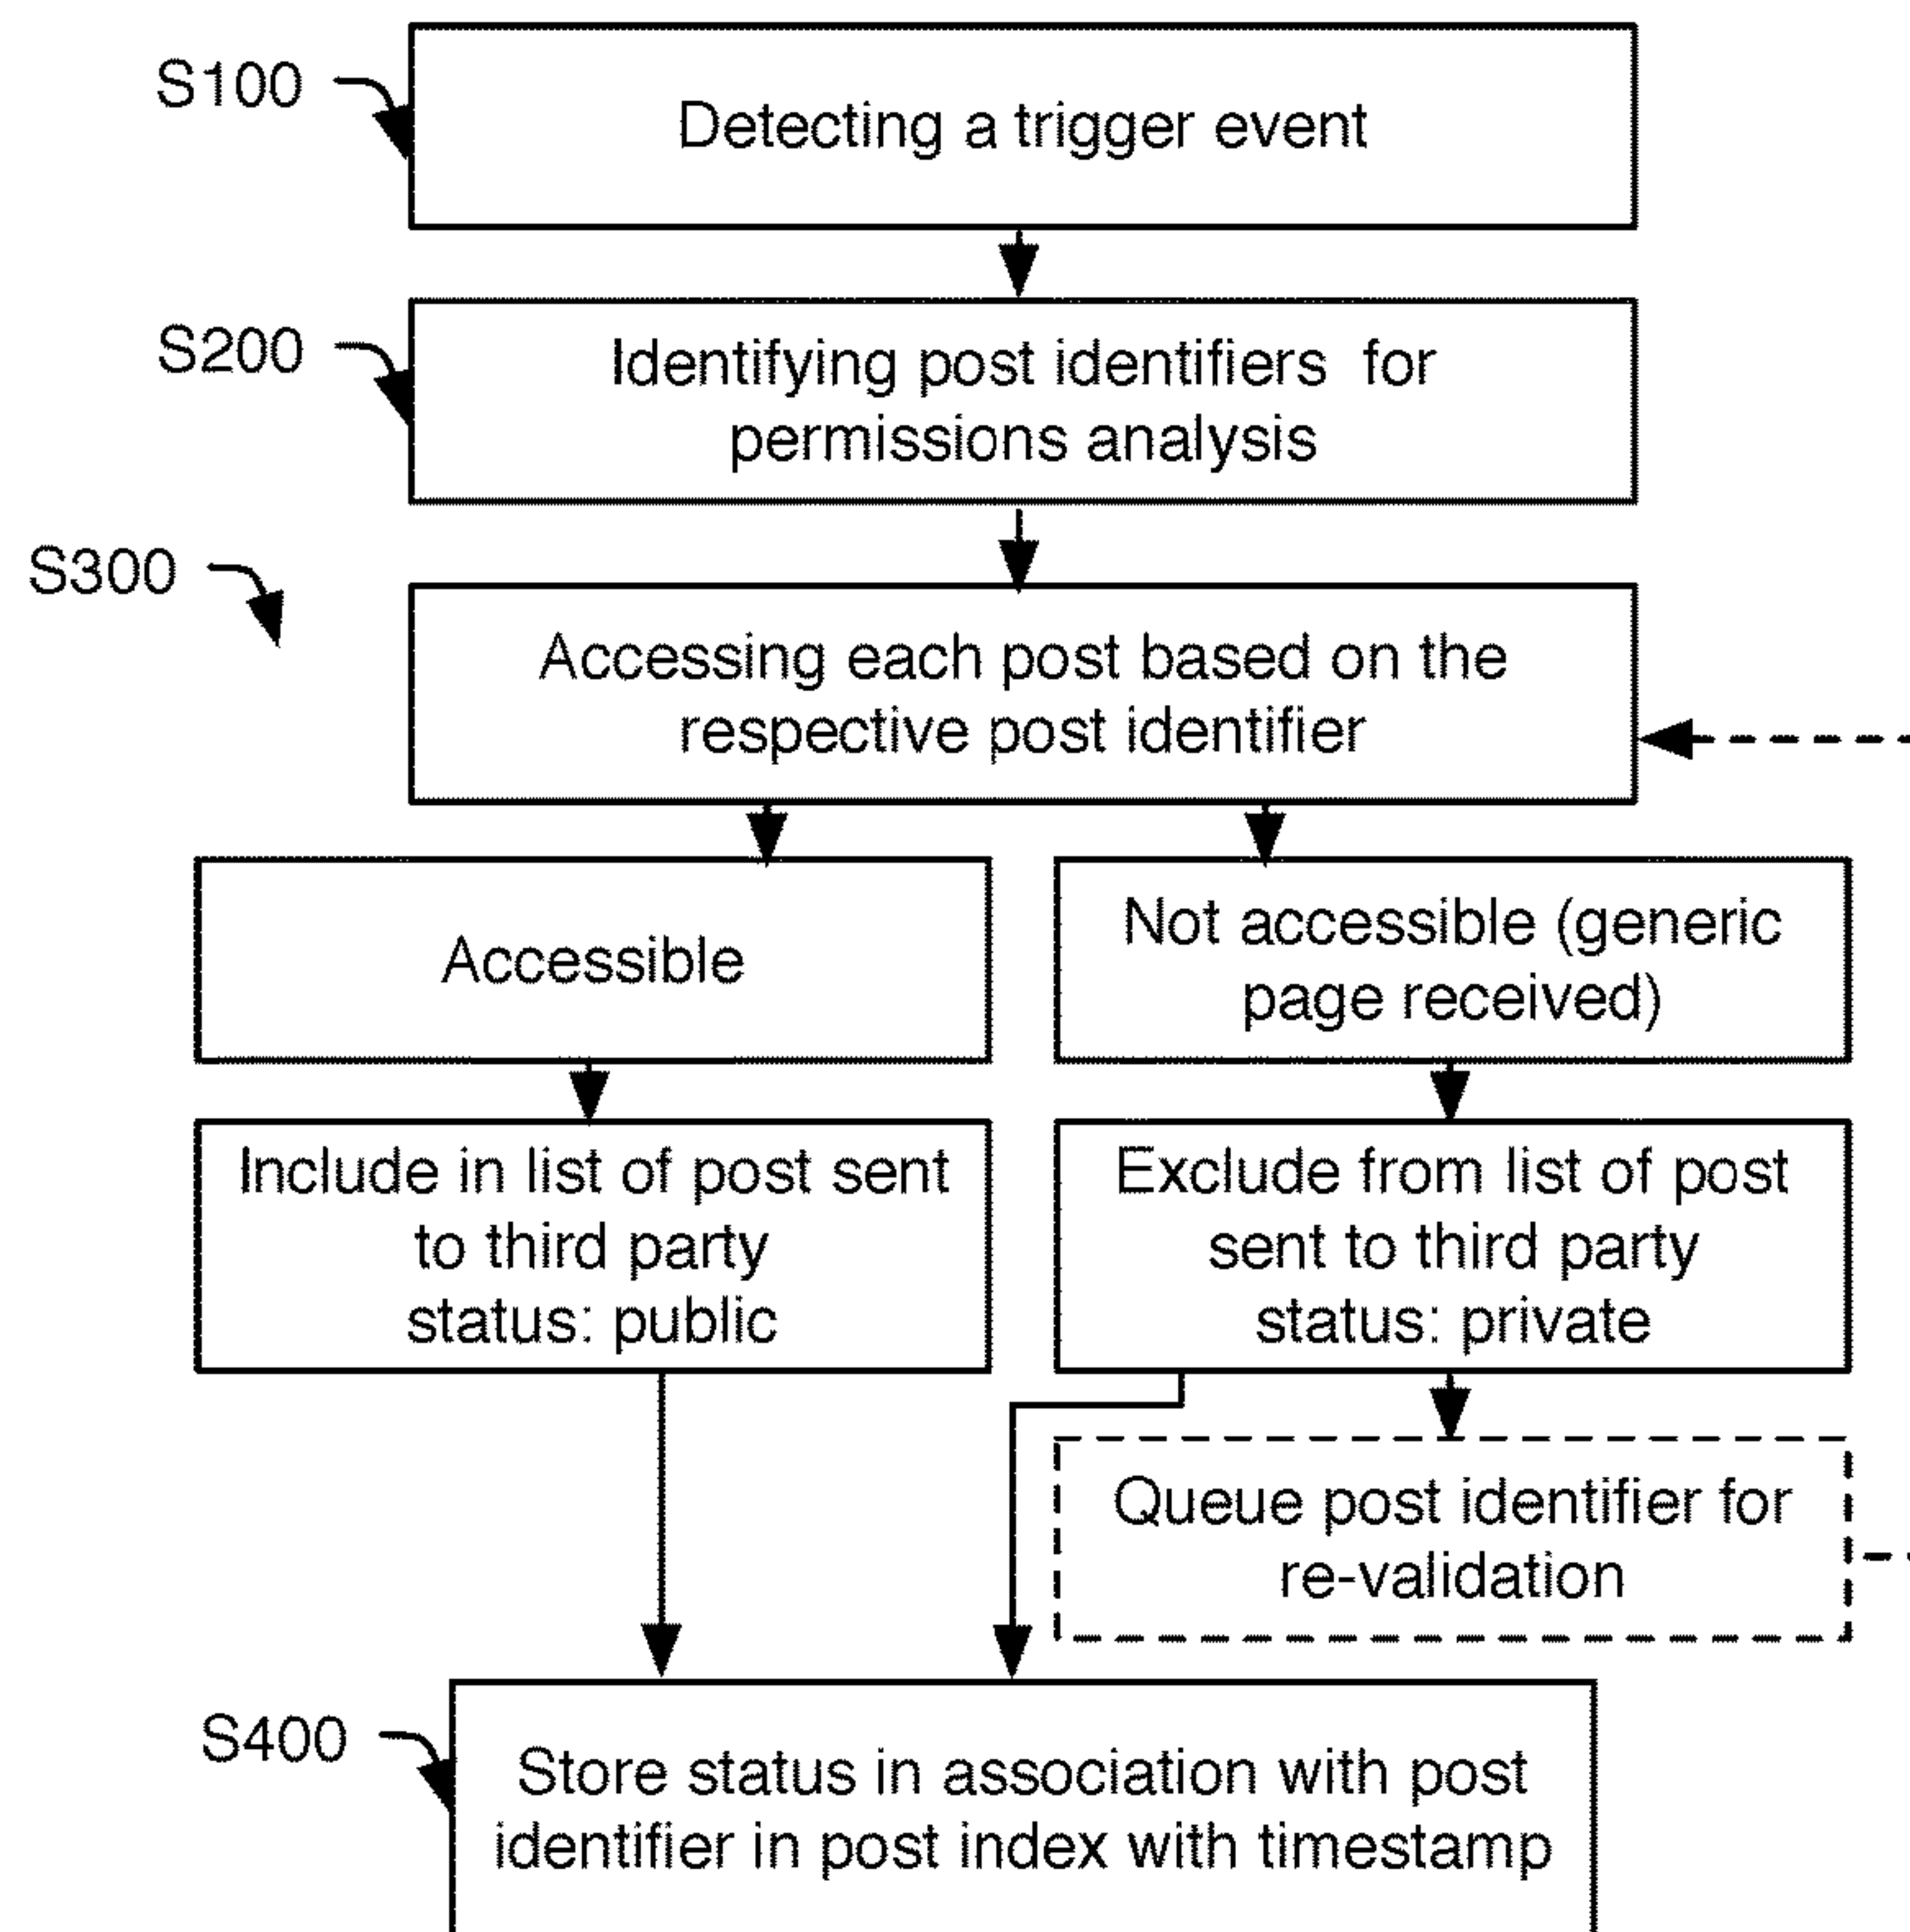 S100
Detecting a trigger event
S200
Identifying post identifiers for
permissions analysis
S300
Accessing each post based on the
respective post identifier
Accessible
Not accessible (generic
page received)
Include in list of post sent
to third party
status: public
Exclude from list of post
sent to third party
status: private
Queue post identifier for
re-validation
S400
Store status in association with post
identifier in post index with timestamp